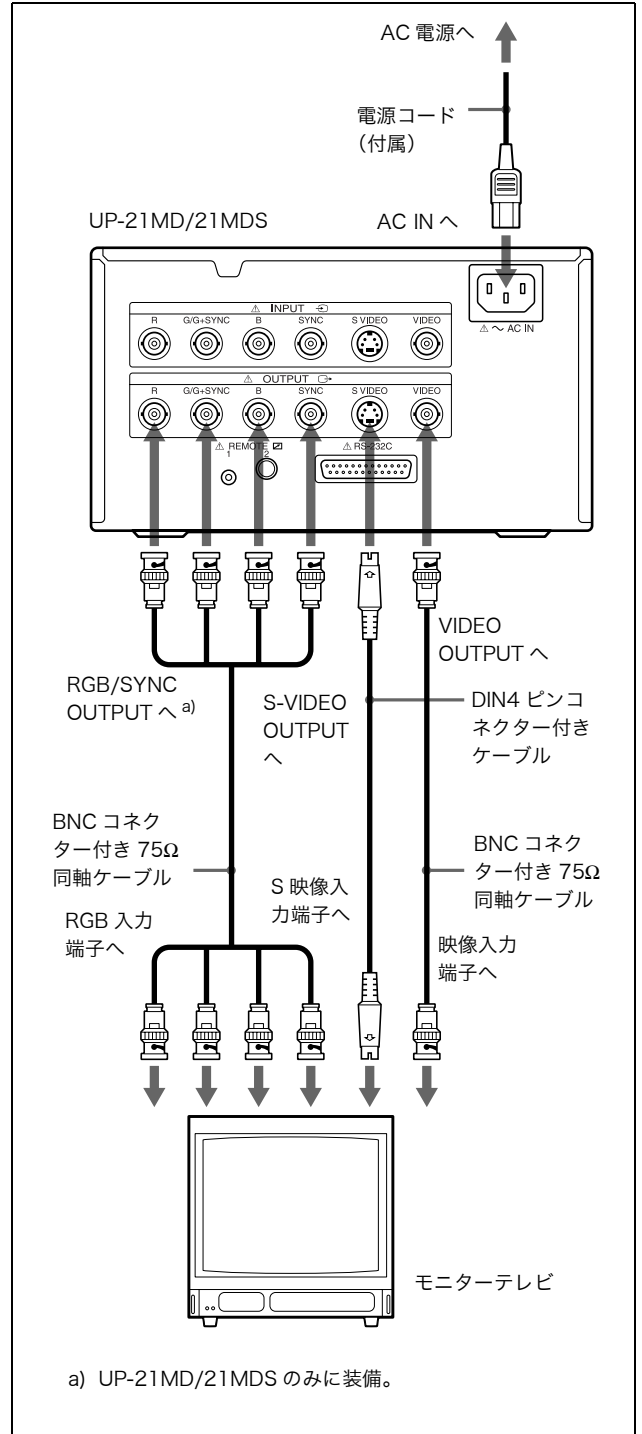 AC 電源へ
電源コード
（付属）
UP-21MD/21MDS
AC IN へ
⚠ INPUT
R G/G+SYNC B SYNC S VIDEO VIDEO
⚠ ～ AC IN
⚠ OUTPUT
R G/G+SYNC B SYNC S VIDEO VIDEO
⚠ REMOTE
1 2
⚠ RS-232C
RGB/SYNC
OUTPUT へ a)
S-VIDEO
OUTPUT
へ
VIDEO
OUTPUT へ
DIN4 ピンコ
ネクター付き
ケーブル
BNC コネク
ター付き 75Ω
同軸ケーブル
RGB 入力
端子へ
S 映像入
力端子へ
BNC コネク
ター付き 75Ω
同軸ケーブル
映像入力
端子へ
モニターテレビ
a) UP-21MD/21MDS のみに装備。